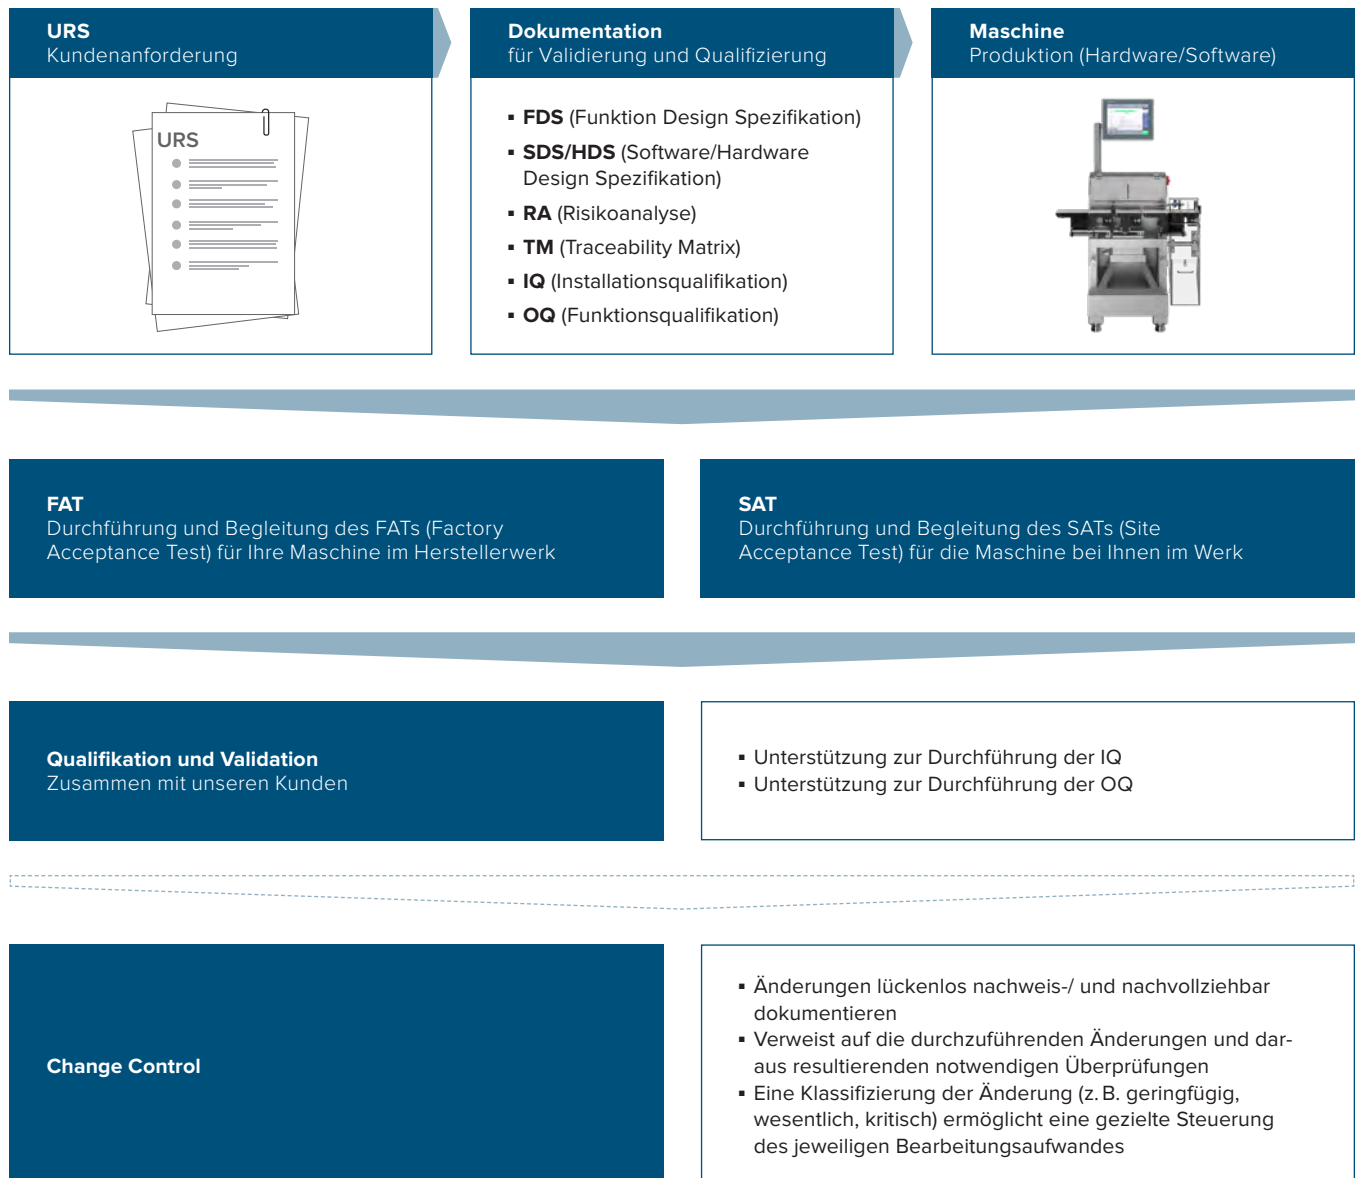 URS
Kundenanforderung
URS
Dokumentation
für Validierung und Qualifizierung
▪ FDS (Funktion Design Spezifikation)
▪ SDS/HDS (Software/Hardware
Design Spezifikation)
▪ RA (Risikoanalyse)
▪ TM (Traceability Matrix)
▪ IQ (Installationsqualifikation)
▪ OQ (Funktionsqualifikation)
Maschine
Produktion (Hardware/Software)
FAT
Durchführung und Begleitung des FATs (Factory
Acceptance Test) für Ihre Maschine im Herstellerwerk
SAT
Durchführung und Begleitung des SATs (Site
Acceptance Test) für die Maschine bei Ihnen im Werk
Qualifikation und Validation
Zusammen mit unseren Kunden
▪ Unterstützung zur Durchführung der IQ
▪ Unterstützung zur Durchführung der OQ
Change Control
▪ Änderungen lückenlos nachweis-/ und nachvollziehbar
dokumentieren
▪ Verweist auf die durchzuführenden Änderungen und dar-
aus resultierenden notwendigen Überprüfungen
▪ Eine Klassifizierung der Änderung (z. B. geringfügig,
wesentlich, kritisch) ermöglicht eine gezielte Steuerung
des jeweiligen Bearbeitungsaufwandes